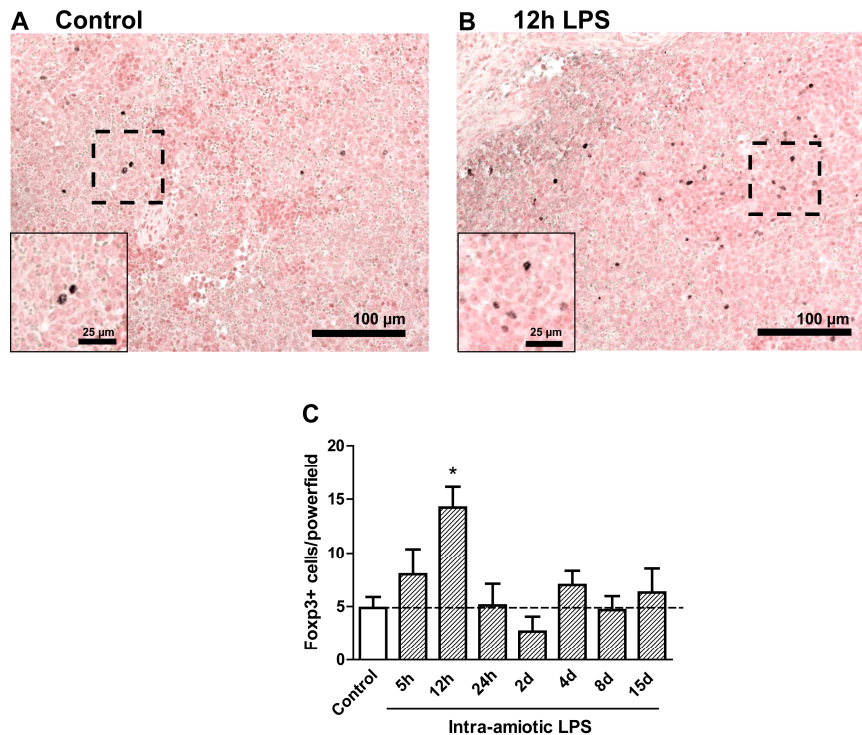 A Control
B 12h LPS
25 µm
100 µm
25 µm
100 µm
C
Foxp3+ cells/powerfield
20
15
10
5
0
*
Control
5h
12h
24h
2d
4d
8d
15d
Intra-amiotic LPS